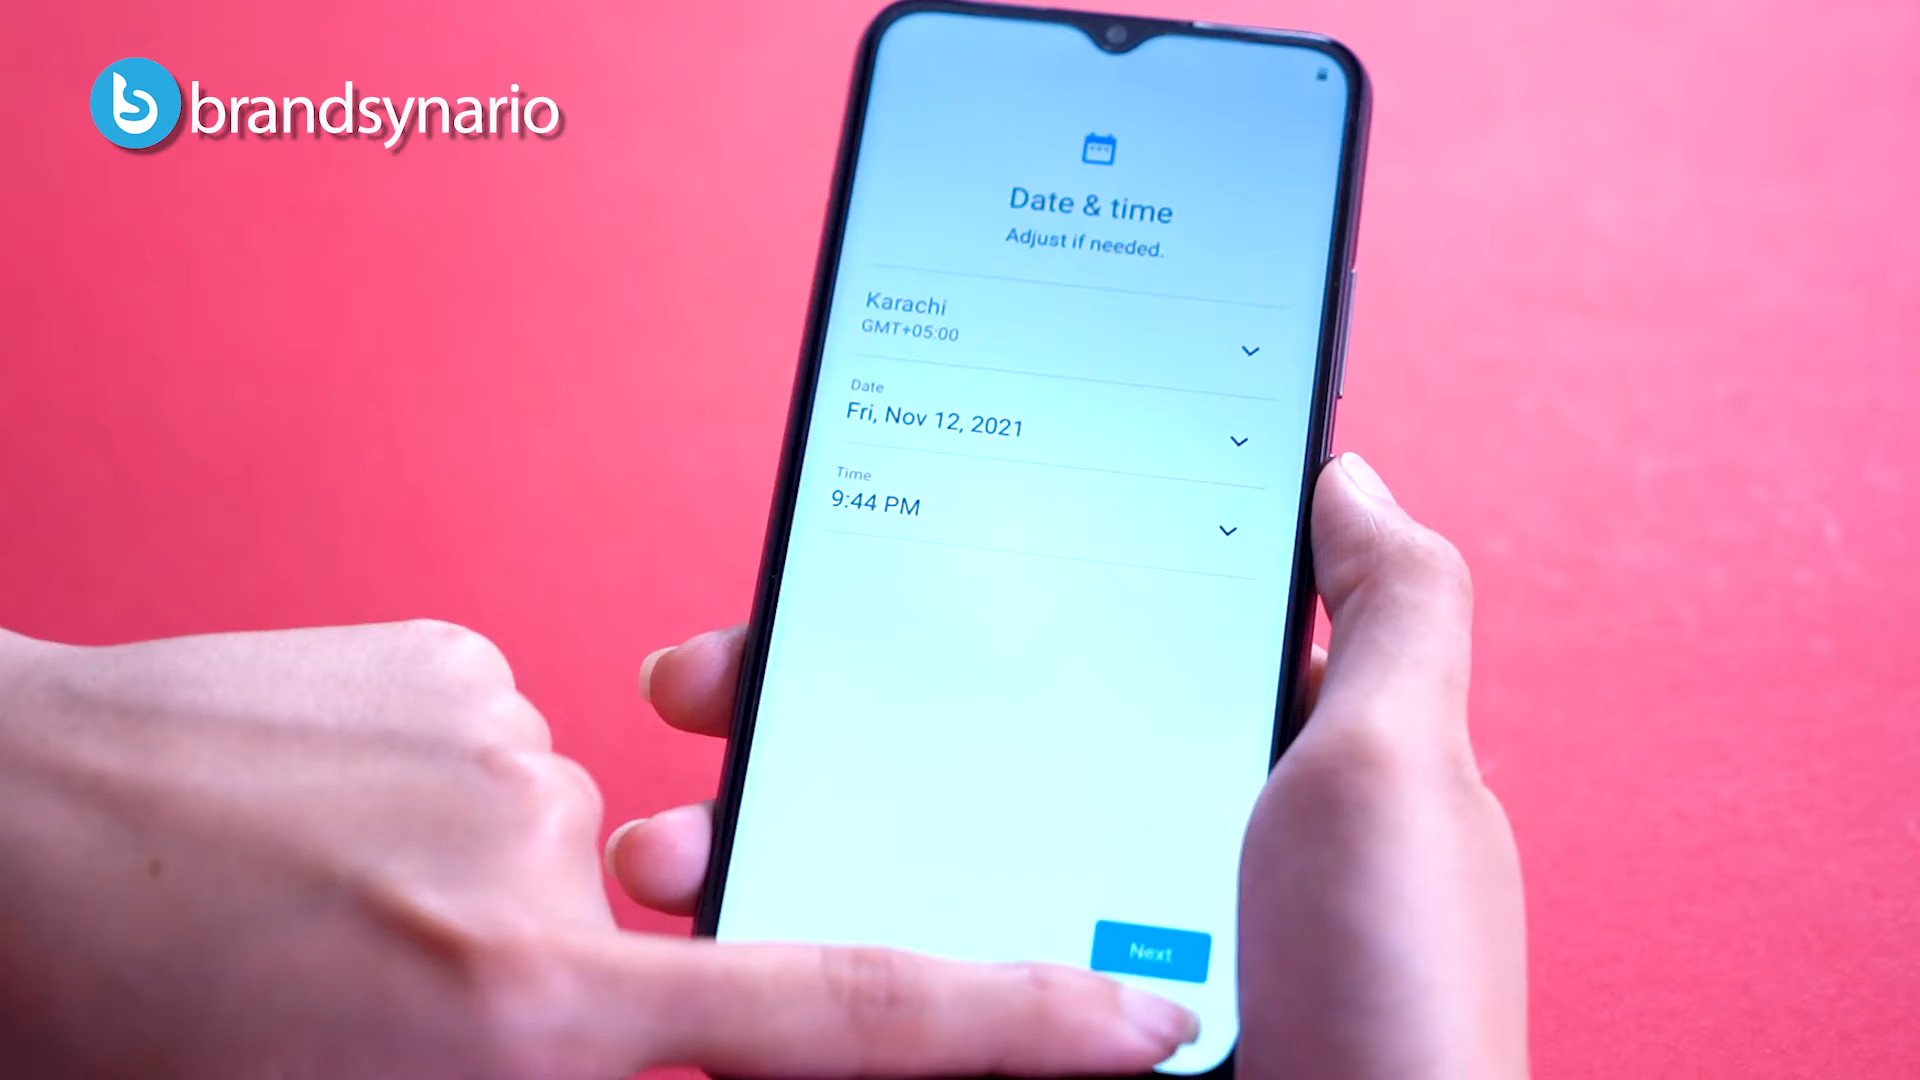 brandsynario
Date & time
Adjust if needed.
Karachi
GMT+05:00
Date
Fri, Nov 12, 2021
Time
9:44 PM
Next